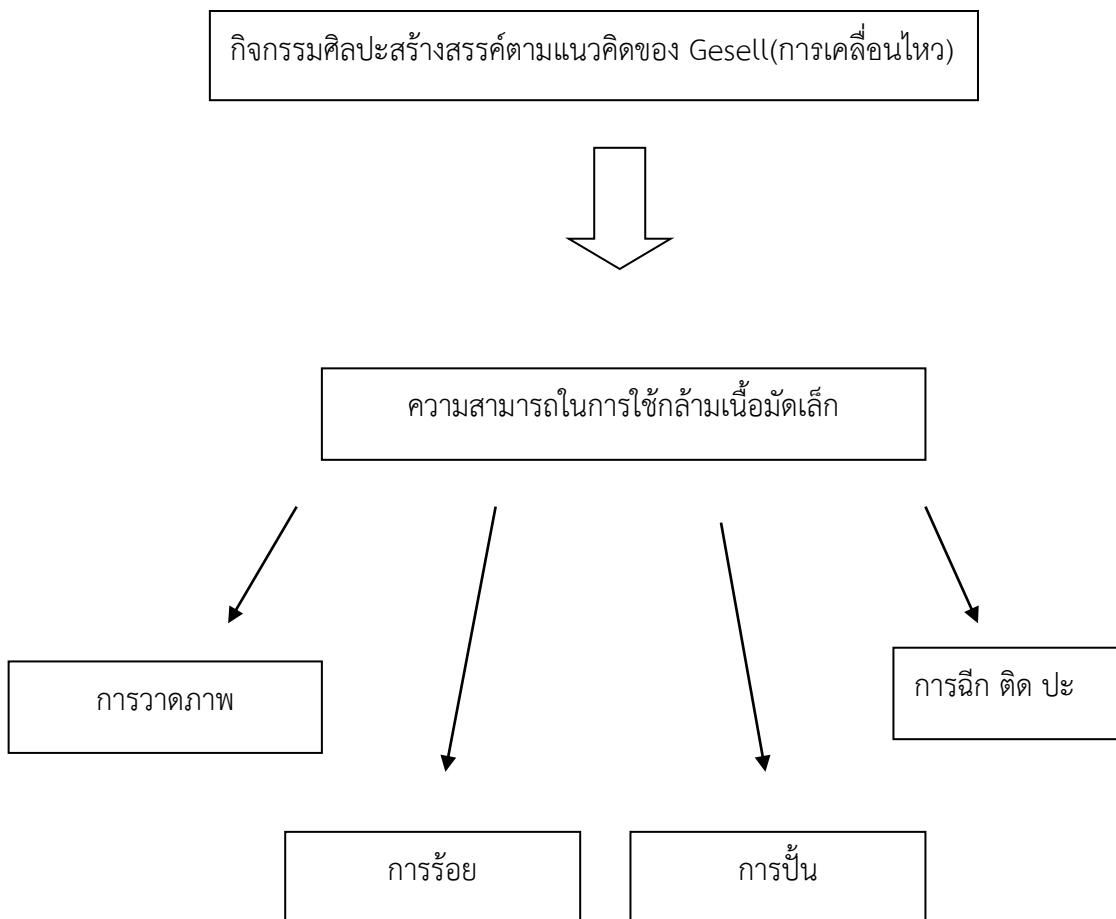 กิจกรรมศิลปะสร้างสรรค์ตามแนวคิดของ Gesell(การเคลื่อนไหว)
ความสามารถในการใช้กล้ามเนื้อมัดเล็ก
การวาดภาพ
การฉีก ติด ปะ
การร้อย
การปั้น